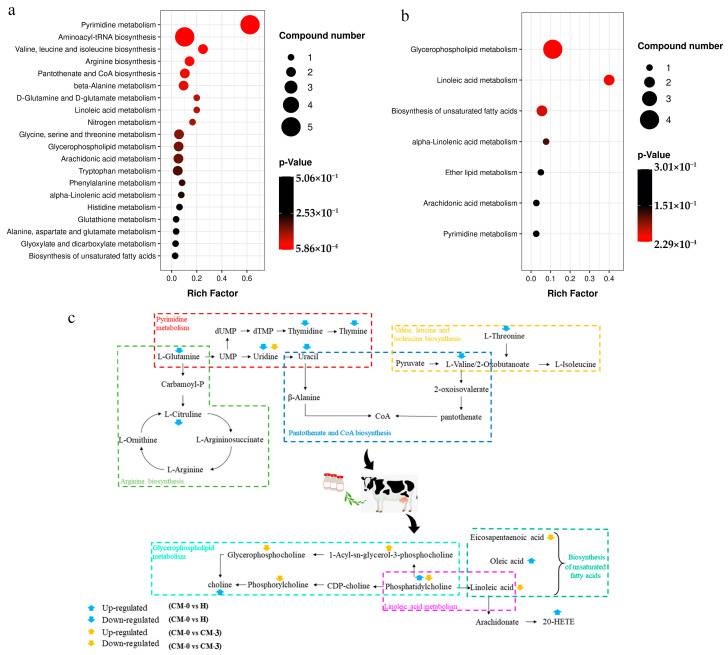 a
Pyrimidine metabolism
Aminoacyl-tRNA biosynthesis
Valine, leucine and isoleucine biosynthesis
Arginine biosynthesis
Pantothenate and CoA biosynthesis
beta-Alanine metabolism
D-Glutamine and D-glutamate metabolism
Linoleic acid metabolism
Nitrogen metabolism
Glycine, serine and threonine metabolism
Glycerophospholipid metabolism
Arachidonic acid metabolism
Tryptophan metabolism
Phenylalanine metabolism
alpha-Linolenic acid metabolism
Histidine metabolism
Glutathione metabolism
Alanine, aspartate and glutamate metabolism
Glyoxylate and dicarboxylate metabolism
Biosynthesis of unsaturated fatty acids
0.0 0.2 0.4 0.6
Rich Factor
Compound number
1
2
3
4
5
p-Value
5.06×10⁻¹
2.53×10⁻¹
5.86×10⁻⁶
b
Glycerophospholipid metabolism
Linoleic acid metabolism
Biosynthesis of unsaturated fatty acids
alpha-Linolenic acid metabolism
Ether lipid metabolism
Arachidonic acid metabolism
Pyrimidine metabolism
0.0 0.1 0.2 0.3 0.4
Rich Factor
Compound number
1
2
3
4
p-Value
3.01×10⁻¹
1.51×10⁻¹
2.29×10⁻⁴
c
Pyrimidine
metabolism
dUMP dTMP Thymidine Thymine
L-Glutamine UMP Uridine Uracil
Valine, leucine and
isoleucine biosynthesis
L-Threonine
Pyruvate L-Valine/2-Oxobutanoate L-Isoleucine
Carbamoyl-P
L-Citruline
L-Ornithine L-Argininosuccinate
L-Arginine
Arginine biosynthesis
β-Alanine
2-oxoisovalerate
CoA pantothenate
Pantothenate and CoA biosynthesis
Glycerophospholipid
metabolism
Glycerophosphocholine 1-Acyl-sn-glycerol-3-phosphocholine
choline Phosphorylcholine CDP-choline Phosphatidylcholine Linoleic acid
Linoleic acid metabolism
Eicosapentaenoic acid
Oleic acid
Biosynthesis
of unsaturated
fatty acids
Arachidonate 20-HETE
Up-regulated (CM-0 vs H)
Down-regulated (CM-0 vs H)
Up-regulated (CM-0 vs CM-3)
Down-regulated (CM-0 vs CM-3)